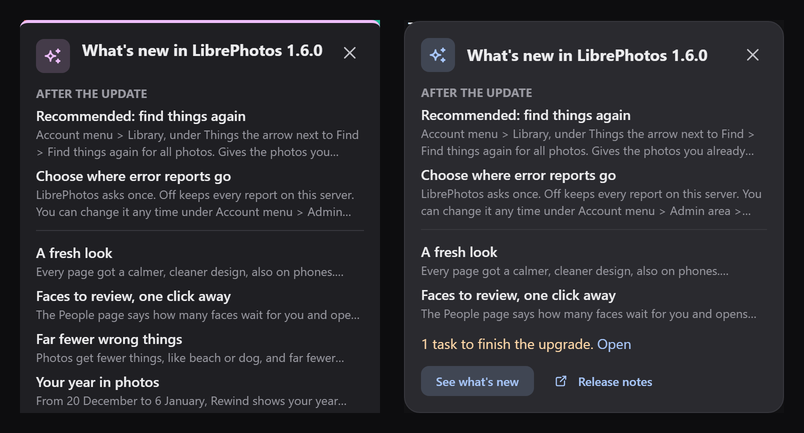 What's new in LibrePhotos 1.6.0
AFTER THE UPDATE
Recommended: find things again
Account menu > Library, under Things the arrow next to Find
> Find things again for all photos. Gives the photos you...
Choose where error reports go
LibrePhotos asks once. Off keeps every report on this server.
You can change it any time under Account menu > Admin...
A fresh look
Every page got a calmer, cleaner design, also on phones....
Faces to review, one click away
The People page says how many faces wait for you and ope...
Far fewer wrong things
Photos get fewer things, like beach or dog, and far fewer...
Your year in photos
From 20 December to 6 January, Rewind shows your year...
What's new in LibrePhotos 1.6.0
AFTER THE UPDATE
Recommended: find things again
Account menu > Library, under Things the arrow next to Find >
Find things again for all photos. Gives the photos you already...
Choose where error reports go
LibrePhotos asks once. Off keeps every report on this server. You
can change it any time under Account menu > Admin area >...
A fresh look
Every page got a calmer, cleaner design, also on phones....
Faces to review, one click away
The People page says how many faces wait for you and opens...
1 task to finish the upgrade. Open
See what's new
Release notes